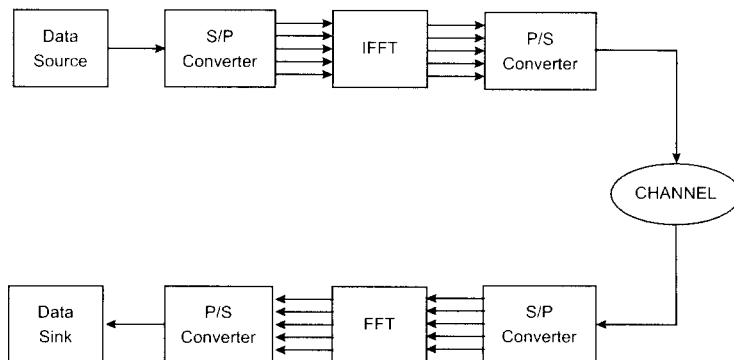 Data
Source
S/P
Converter
IFFT
P/S
Converter
CHANNEL
Data
Sink
P/S
Converter
FFT
S/P
Converter